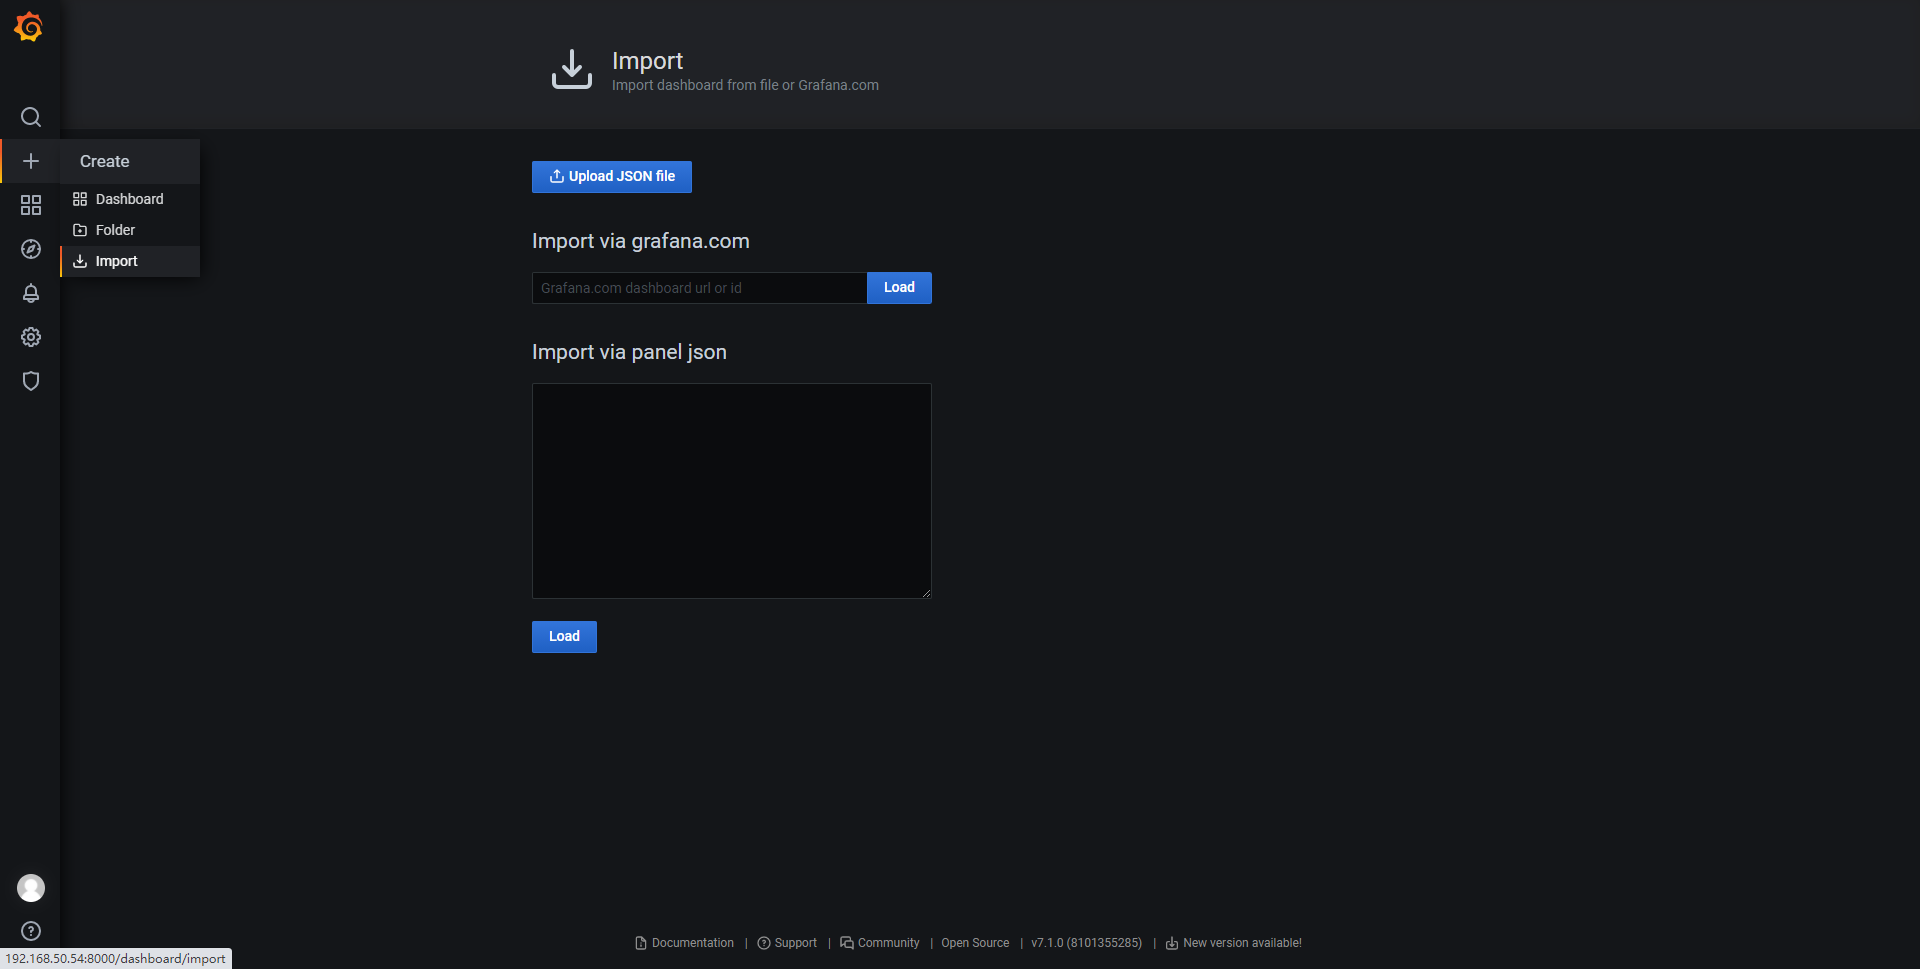 Import
Import dashboard from file or Grafana.com
Create
Dashboard
Folder
Import
Upload JSON file
Import via grafana.com
Grafana.com dashboard url or id
Load
Import via panel json
Load
Documentation | Support | Community | Open Source | v7.1.0 (8101355285) | New version available!
192.168.50.54:8000/dashboard/import